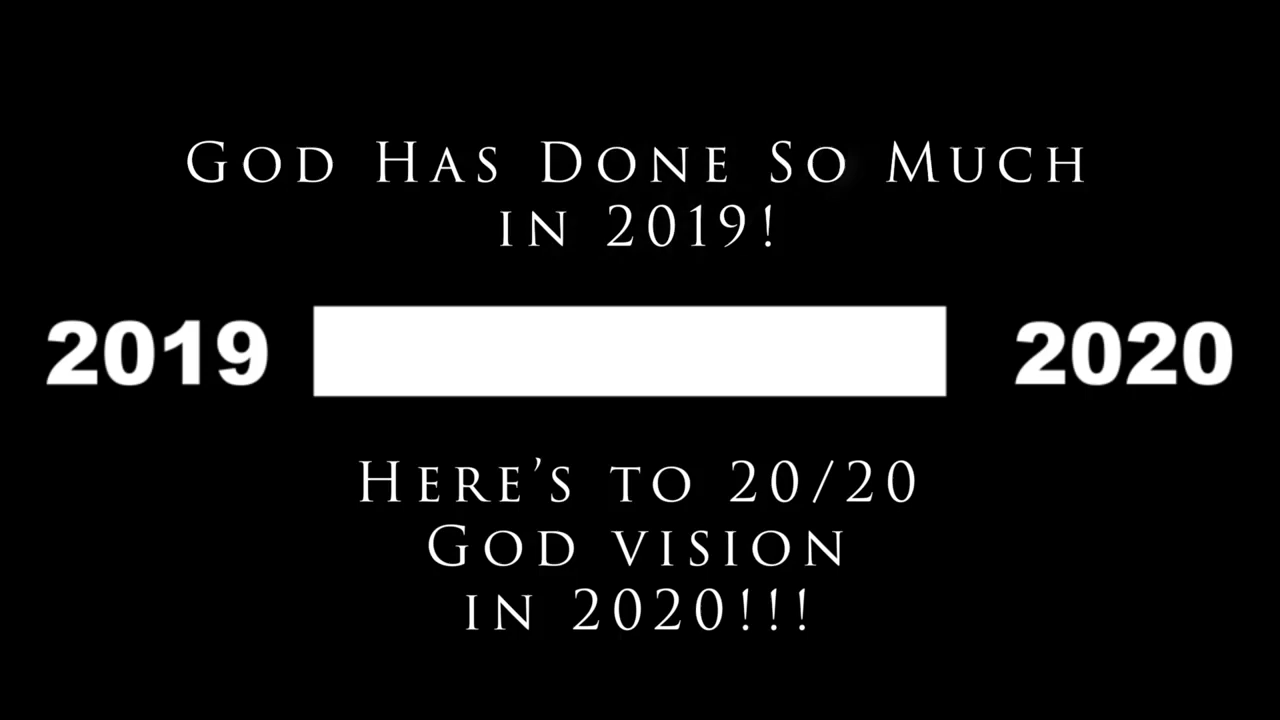 God Has Done So Much
in 2019!
2019 2020
Here's to 20/20
God vision
in 2020!!!